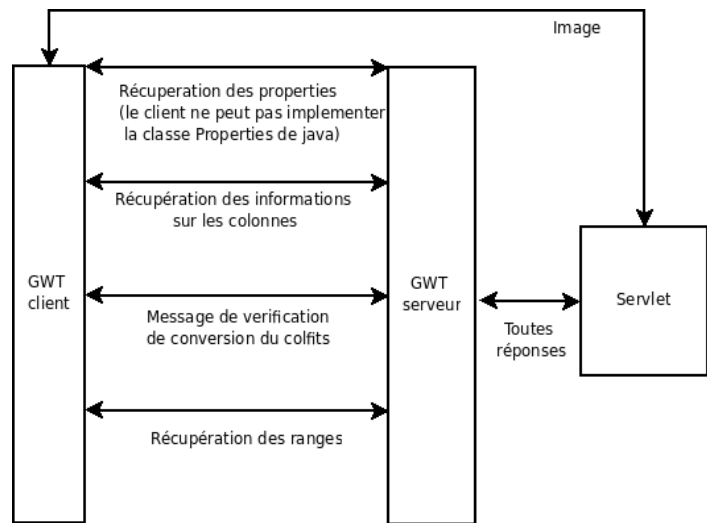 Image
Récuperation des properties
(le client ne peut pas implementer
la classe Properties de java)
Récupération des informations
sur les colonnes
GWT
client
GWT
serveur
Servlet
Message de verification
de conversion du colfits
Toutes
réponses
Récupération des ranges